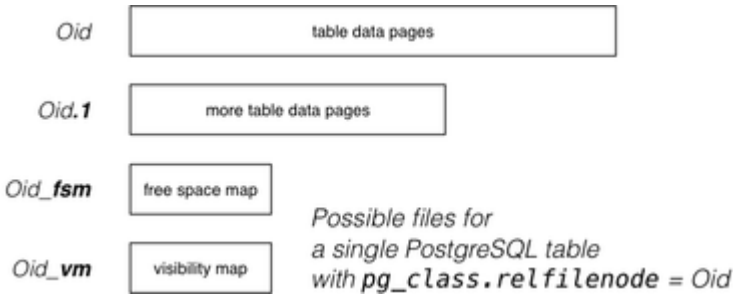 Oid
table data pages
Oid.1
more table data pages
Oid_fsm
free space map
Possible files for
a single PostgreSQL table
Oid_vm
visibility map
with pg_class.relfilenode = Oid